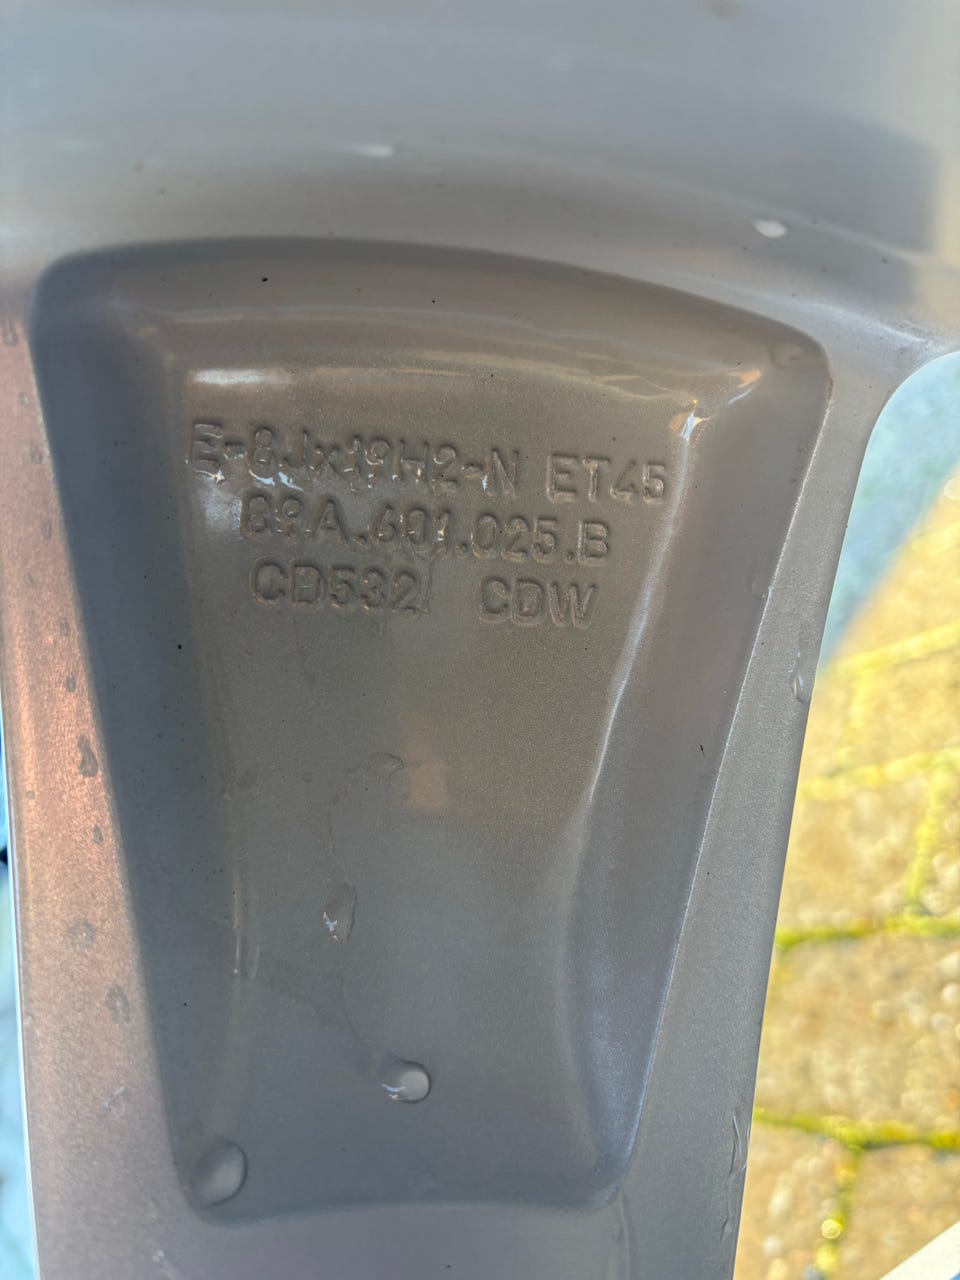 E-8Jx19H2-N ET45
89A.601.025.B
CD532 CDW